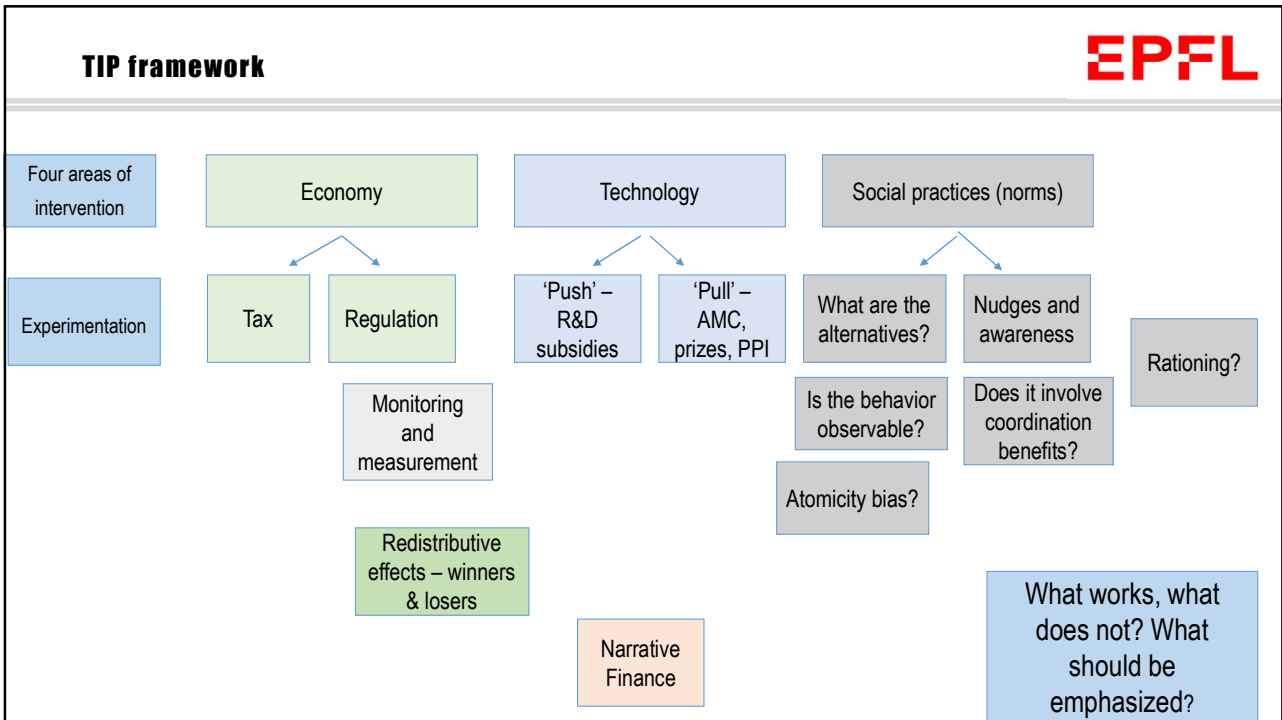 TIP framework
EPFL
Four areas of
intervention
Economy
Technology
Social practices (norms)
Experimentation
Tax
Regulation
‘Push’ –
R&D
subsidies
‘Pull’ –
AMC,
prizes, PPI
What are the
alternatives?
Nudges and
awareness
Rationing?
Monitoring
and
measurement
Is the behavior
observable?
Does it involve
coordination
benefits?
Atomicity bias?
Redistributive
effects – winners
& losers
Narrative
Finance
What works, what
does not? What
should be
emphasized?